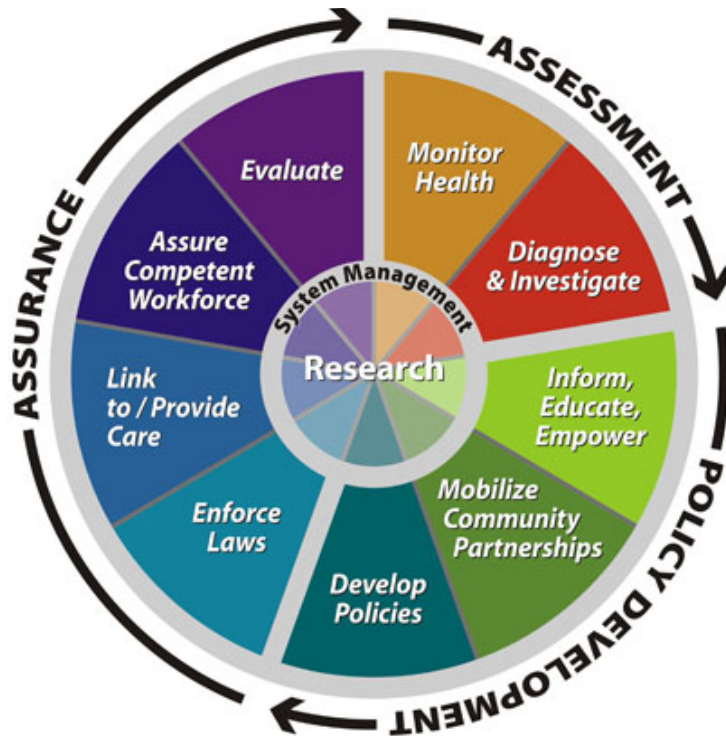 ASSESSMENT
Monitor
Health
Diagnose
& Investigate
Inform,
Educate,
Empower
Mobilize
Community
Partnerships
POLICY DEVELOPMENT
Develop
Policies
Enforce
Laws
Link
to / Provide
Care
Assure
Competent
Workforce
Evaluate
ASSURANCE
System Management
Research